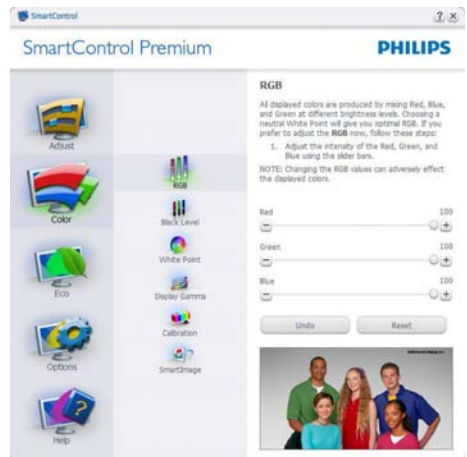 SmartControl
SmartControl Premium
PHILIPS
Adjust
Color
Eco
Options
Help
RGB
Black Level
White Point
Display Gamma
Calibration
SmartImage
RGB
All displayed colors are produced by mixing Red, Blue,
and Green at different brightness levels. Choosing a
neutral White Point will give you optimal RGB. If you
prefer to adjust the RGB now, follow these steps:
1. Adjust the intensity of the Red, Green, and
Blue using the sider bars.
NOTE: Changing the RGB values can adversely effect
the displayed colors.
Red 100
Green 100
Blue 100
Undo Reset